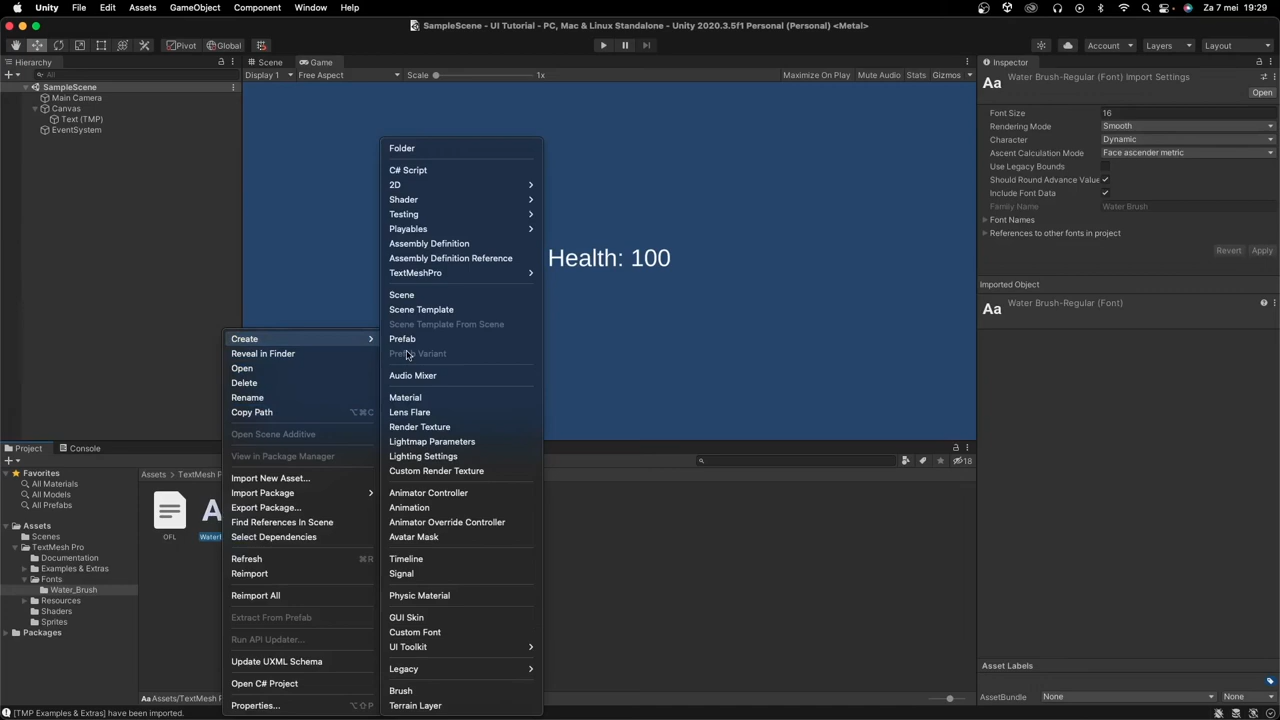 Unity File Edit Assets GameObject Component Window Help Za 7 mei 19:29
SampleScene - UI Tutorial - PC, Mac & Linux Standalone - Unity 2020.3.5f1 Personal (Personal) <Metal>
Pivot Global Account Layers Layout
Hierarchy Scene Game Inspector
All Display 1 Free Aspect Scale 1x Maximize On Play Mute Audio Stats Gizmos
Aa Water Brush-Regular (Font) Import Settings
Open
SampleScene
Main Camera
Canvas
Text (TMP)
EventSystem
Font Size 16
Rendering Mode Smooth
Character Dynamic
Ascent Calculation Mode Face ascender metric
Use Legacy Bounds
Should Round Advance Value
Include Font Data
Family Name Water Brush
Font Names
References to other fonts in project
Revert Apply
Imported Object
Aa Water Brush-Regular (Font)
Health: 100
Folder
C# Script
2D
Shader
Testing
Playables
Assembly Definition
Assembly Definition Reference
TextMeshPro
Scene
Scene Template
Scene Template From Scene
Prefab
Prefab Variant
Audio Mixer
Material
Lens Flare
Render Texture
Lightmap Parameters
Lighting Settings
Custom Render Texture
Animator Controller
Animation
Animator Override Controller
Avatar Mask
Timeline
Signal
Physic Material
GUI Skin
Custom Font
UI Toolkit
Legacy
Brush
Terrain Layer
Create
Reveal in Finder
Open
Delete
Rename
Copy Path ⌥⌘C
Open Scene Additive
View in Package Manager
Import New Asset...
Import Package
Export Package...
Find References In Scene
Select Dependencies
Refresh ⌘R
Reimport
Reimport All
Extract From Prefab
Run API Updater...
Update UXML Schema
Open C# Project
Properties... ⌥⇧P
Project Console
18
Favorites
All Materials
All Models
All Prefabs
Assets
Scenes
TextMesh Pro
Documentation
Examples & Extras
Fonts
Water_Brush
Resources
Shaders
Sprites
Packages
Assets TextMesh P
OFL WaterB
Aa Assets/TextMesh P
Asset Labels
AssetBundle None None
[TMP Examples & Extras] have been imported.